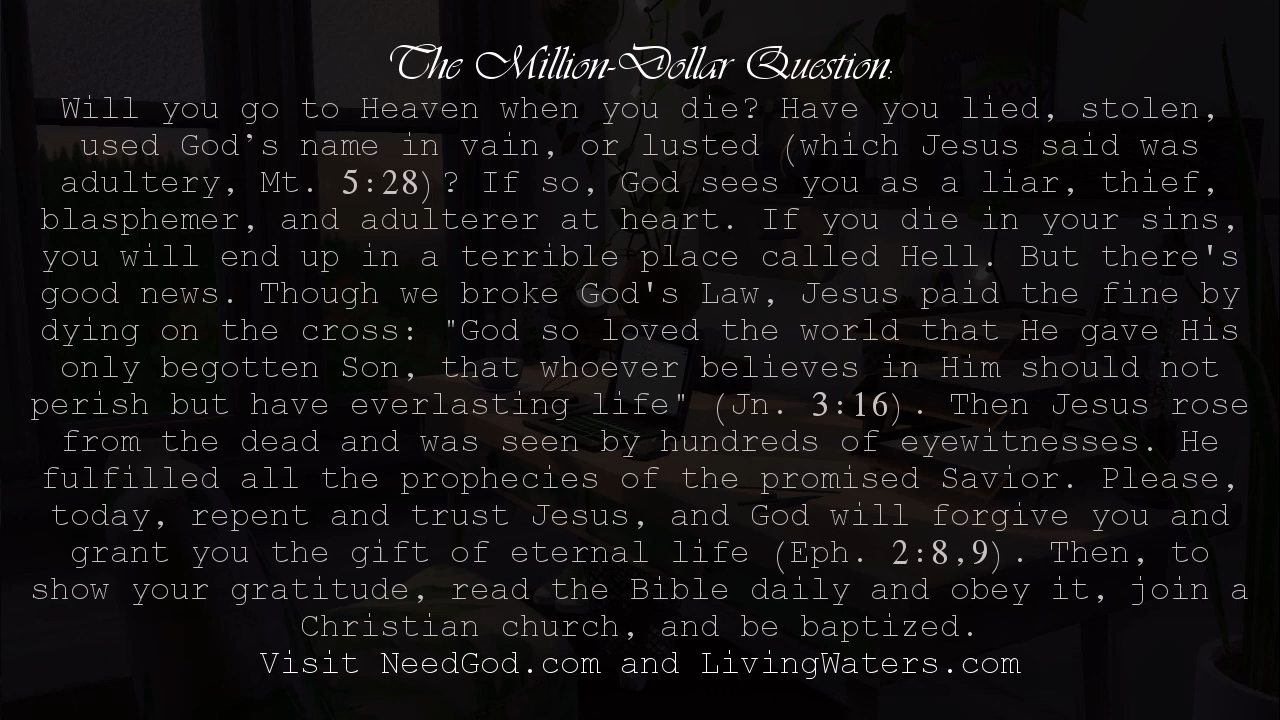 The Million-Dollar Question:
Will you go to Heaven when you die? Have you lied, stolen,
used God’s name in vain, or lusted (which Jesus said was
adultery, Mt. 5:28)? If so, God sees you as a liar, thief,
blasphemer, and adulterer at heart. If you die in your sins,
you will end up in a terrible place called Hell. But there's
good news. Though we broke God's Law, Jesus paid the fine by
dying on the cross: "God so loved the world that He gave His
only begotten Son, that whoever believes in Him should not
perish but have everlasting life" (Jn. 3:16). Then Jesus rose
from the dead and was seen by hundreds of eyewitnesses. He
fulfilled all the prophecies of the promised Savior. Please,
today, repent and trust Jesus, and God will forgive you and
grant you the gift of eternal life (Eph. 2:8,9). Then, to
show your gratitude, read the Bible daily and obey it, join a
Christian church, and be baptized.
Visit NeedGod.com and LivingWaters.com